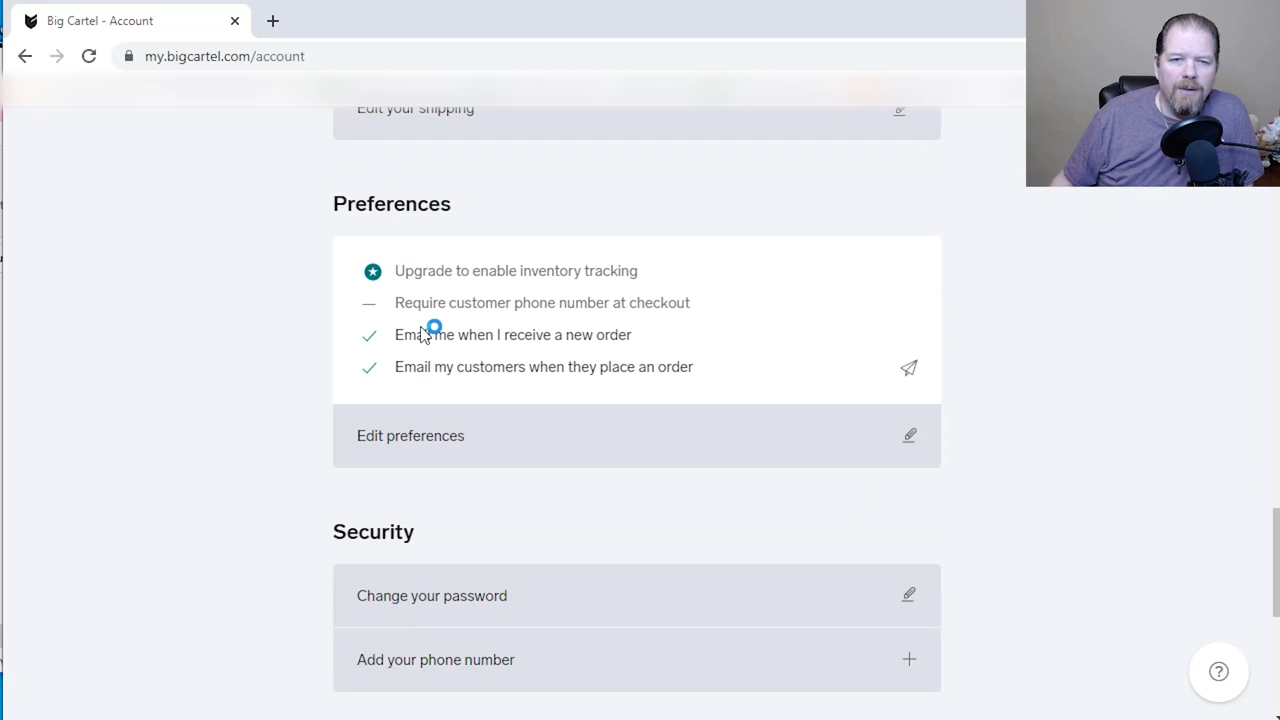 Big Cartel - Account
my.bigcartel.com/account
Edit your shipping
Preferences
Upgrade to enable inventory tracking
Require customer phone number at checkout
Email me when I receive a new order
Email my customers when they place an order
Edit preferences
Security
Change your password
Add your phone number